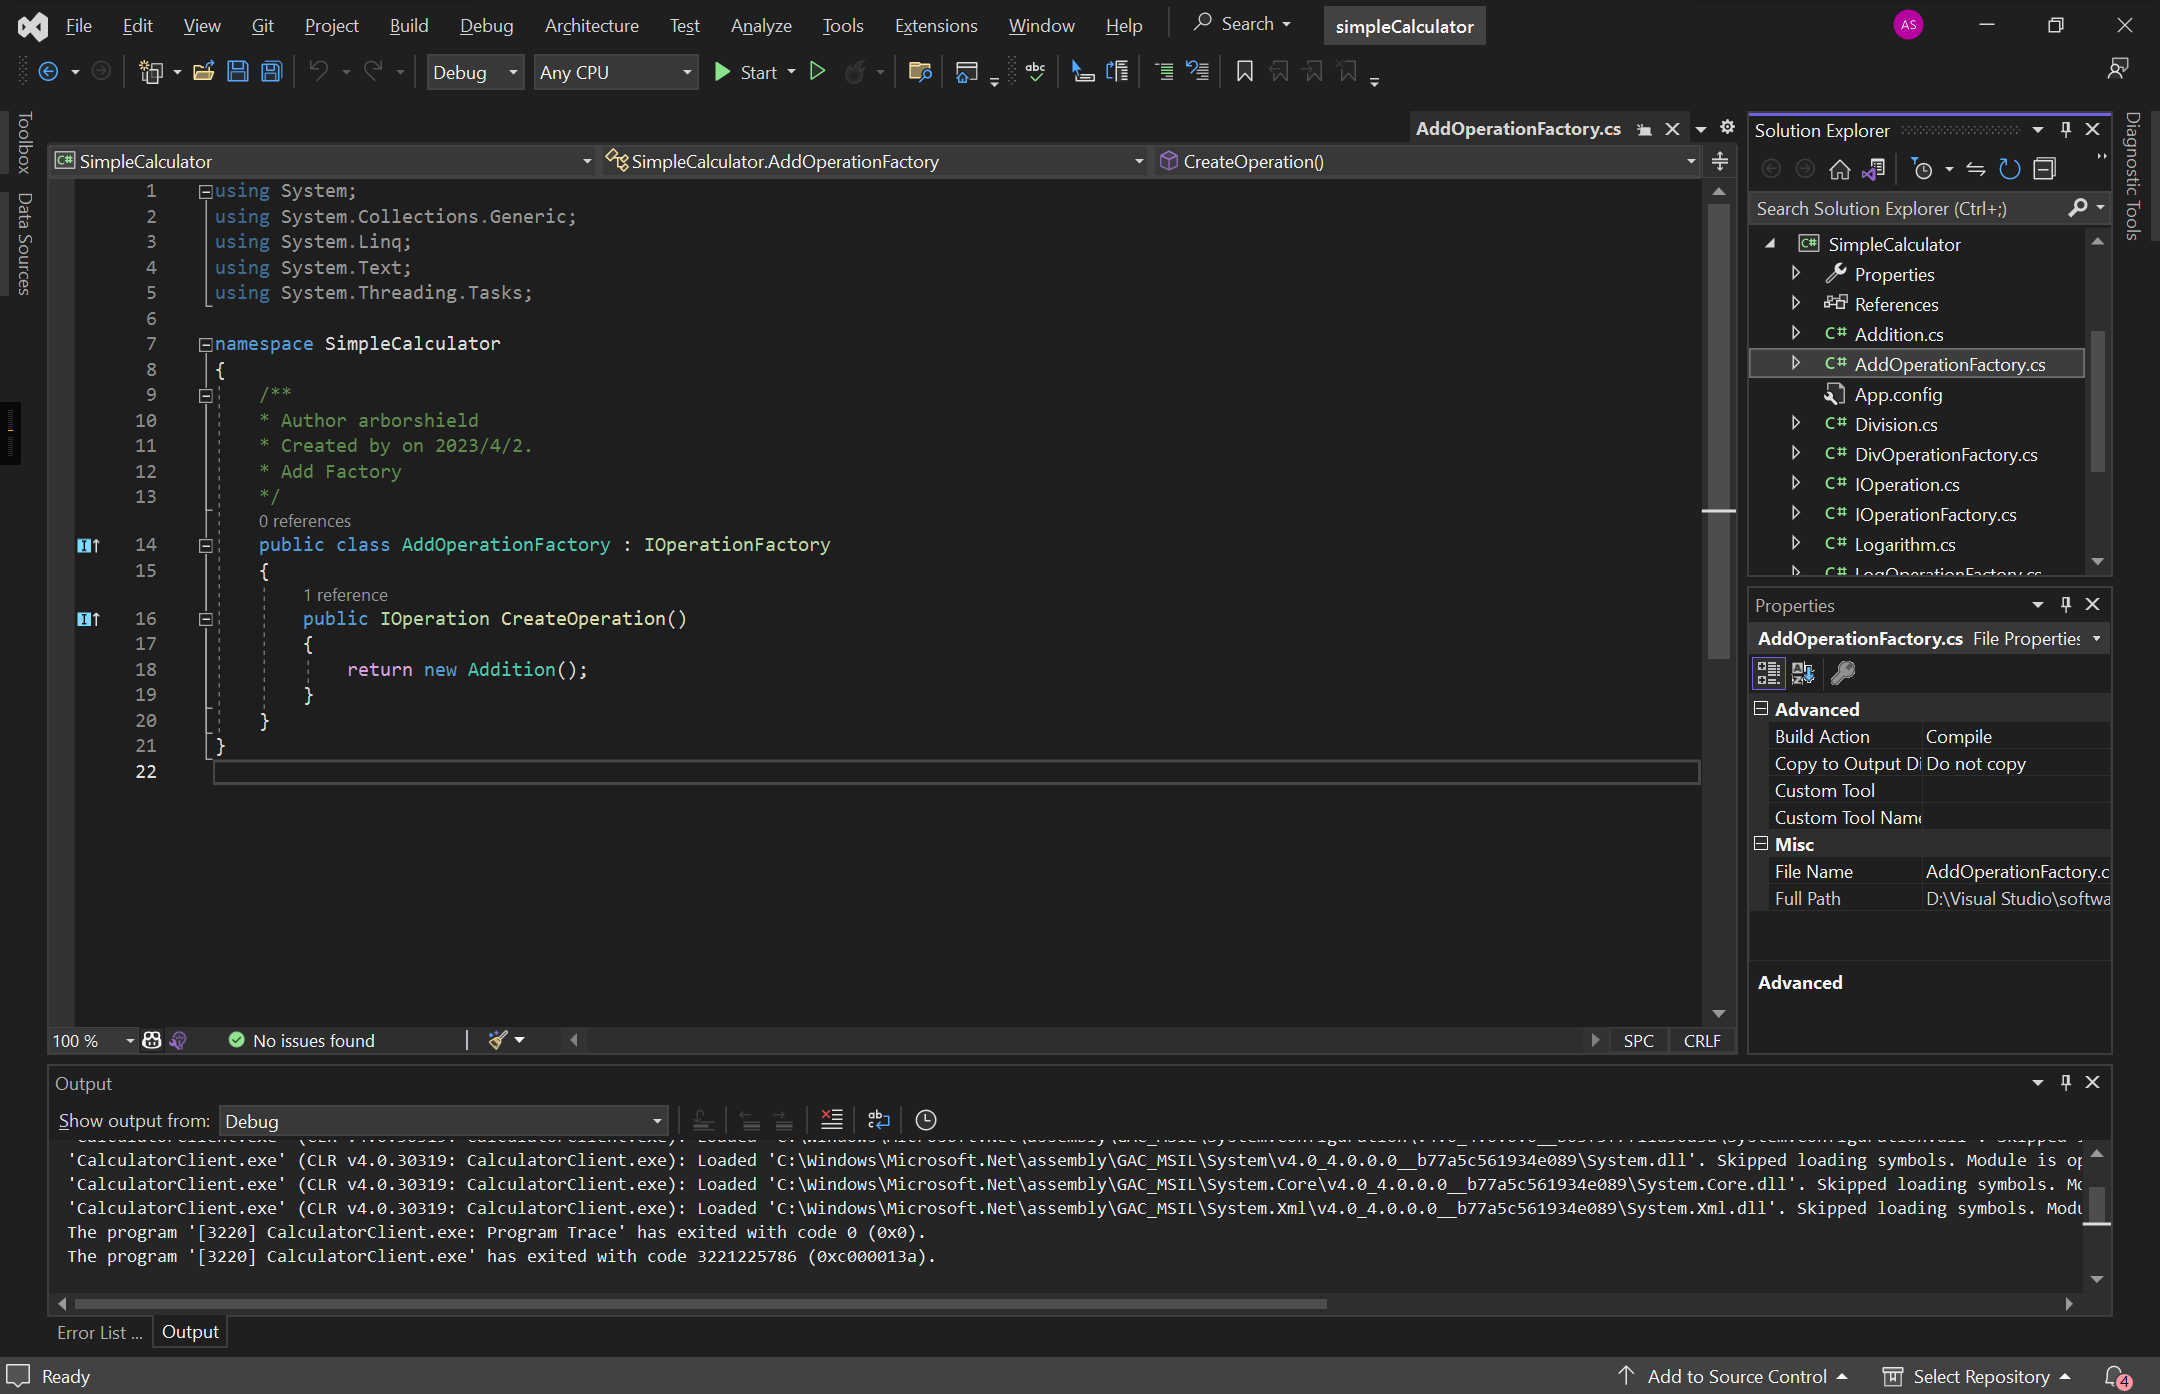 File Edit View Git Project Build Debug Architecture Test Analyze Tools Extensions Window Help Search simpleCalculator AS
Debug Any CPU Start
Toolbox
Data Sources
AddOperationFactory.cs
SimpleCalculator SimpleCalculator.AddOperationFactory CreateOperation()
1 using System;
2 using System.Collections.Generic;
3 using System.Linq;
4 using System.Text;
5 using System.Threading.Tasks;
6
7 namespace SimpleCalculator
8 {
9 /**
10 * Author arborshield
11 * Created by on 2023/4/2.
12 * Add Factory
13 */
0 references
14 public class AddOperationFactory : IOperationFactory
15 {
1 reference
16 public IOperation CreateOperation()
17 {
18 return new Addition();
19 }
20 }
21 }
22
100 % No issues found SPC CRLF
Solution Explorer
Search Solution Explorer (Ctrl+;)
C# SimpleCalculator
Properties
References
C# Addition.cs
C# AddOperationFactory.cs
App.config
C# Division.cs
C# DivOperationFactory.cs
C# IOperation.cs
C# IOperationFactory.cs
C# Logarithm.cs
C# LogOperationFactory.cs
Diagnostic Tools
Properties
AddOperationFactory.cs File Properties
Advanced
Build Action Compile
Copy to Output Di Do not copy
Custom Tool
Custom Tool Name
Misc
File Name AddOperationFactory.c
Full Path D:\Visual Studio\softwa
Advanced
Output
Show output from: Debug
'CalculatorClient.exe' (CLR v4.0.30319: CalculatorClient.exe): Loaded 'C:\Windows\Microsoft.Net\assembly\GAC_MSIL\System\v4.0_4.0.0.0__b77a5c561934e089\System.dll'. Skipped loading symbols. Module is op
'CalculatorClient.exe' (CLR v4.0.30319: CalculatorClient.exe): Loaded 'C:\Windows\Microsoft.Net\assembly\GAC_MSIL\System.Core\v4.0_4.0.0.0__b77a5c561934e089\System.Core.dll'. Skipped loading symbols. Mo
'CalculatorClient.exe' (CLR v4.0.30319: CalculatorClient.exe): Loaded 'C:\Windows\Microsoft.Net\assembly\GAC_MSIL\System.Xml\v4.0_4.0.0.0__b77a5c561934e089\System.Xml.dll'. Skipped loading symbols. Modu
The program '[3220] CalculatorClient.exe: Program Trace' has exited with code 0 (0x0).
The program '[3220] CalculatorClient.exe' has exited with code 3221225786 (0xc000013a).
Error List ... Output
Ready Add to Source Control Select Repository 4